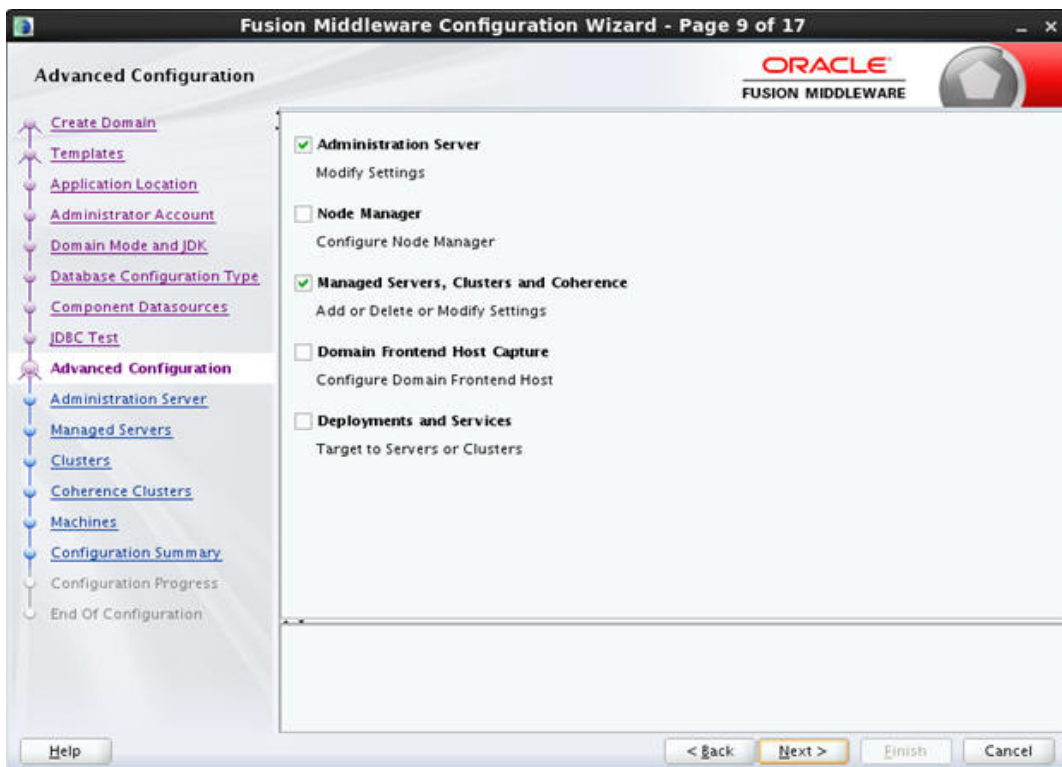 Fusion Middleware Configuration Wizard - Page 9 of 17
Advanced Configuration
ORACLE
FUSION MIDDLEWARE
Create Domain
Templates
Application Location
Administrator Account
Domain Mode and JDK
Database Configuration Type
Component Datasources
JDBC Test
Advanced Configuration
Administration Server
Managed Servers
Clusters
Coherence Clusters
Machines
Configuration Summary
Configuration Progress
End Of Configuration
Administration Server
Modify Settings
Node Manager
Configure Node Manager
Managed Servers, Clusters and Coherence
Add or Delete or Modify Settings
Domain Frontend Host Capture
Configure Domain Frontend Host
Deployments and Services
Target to Servers or Clusters
Help
< Back
Next >
Finish
Cancel